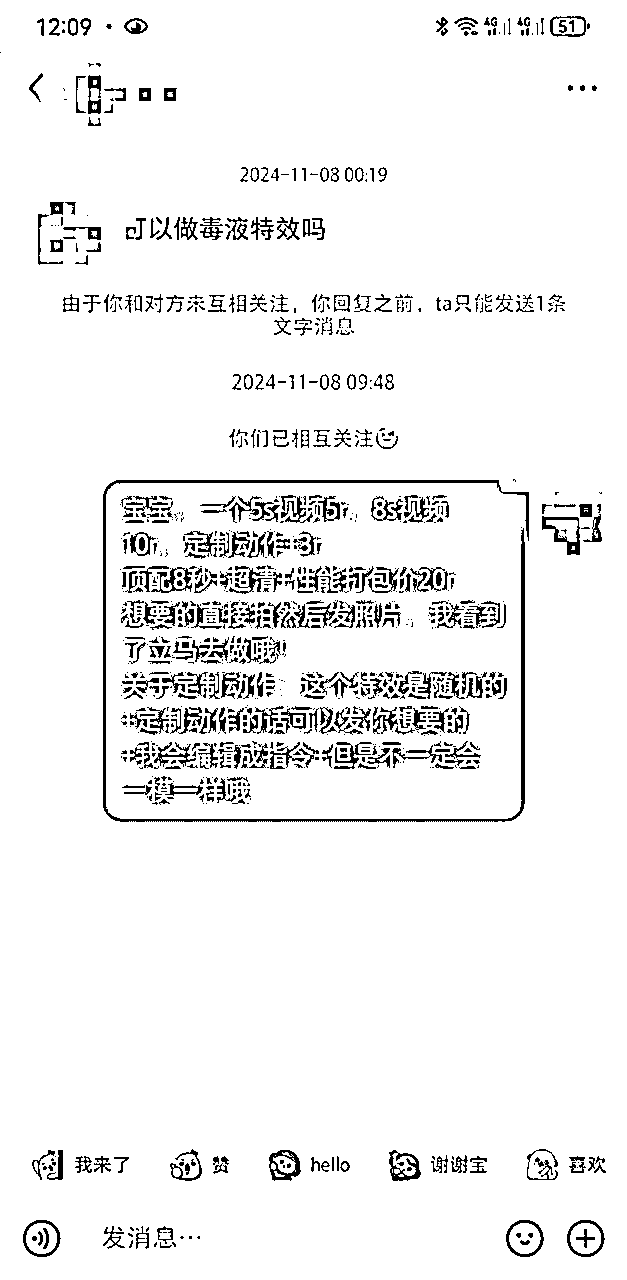 12:09
4G 4G 51
2024-11-08 00:19
可以做毒液特效吗
由于你和对方未互相关注，你回复之前，ta只能发送1条
文字消息
2024-11-08 09:48
你们已相互关注
宝宝，一个5s视频5r，8s视频
10r，定制动作+3r
顶配8秒+超清+性能打包价20r
想要的直接拍然后发照片，我看到
了立马去做哦！
关于定制动作：这个特效是随机的
+定制动作的话可以发你想要的
+我会编辑成指令+但是不一定会
一模一样哦
我来了 赞 hello 谢谢宝 喜欢
发消息…